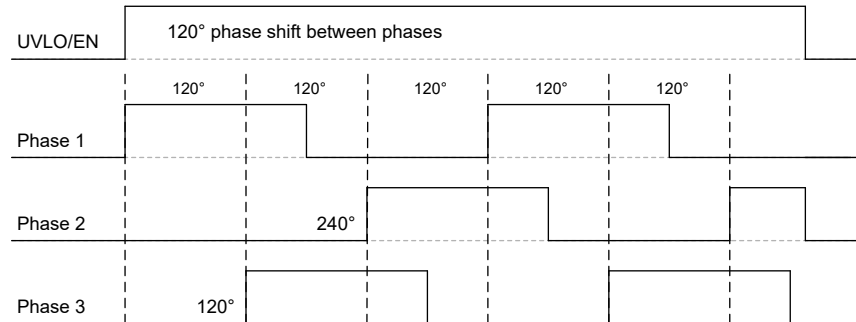 UVLO/EN
120° phase shift between phases
120° 120° 120° 120° 120°
Phase 1
Phase 2 240°
Phase 3 120°